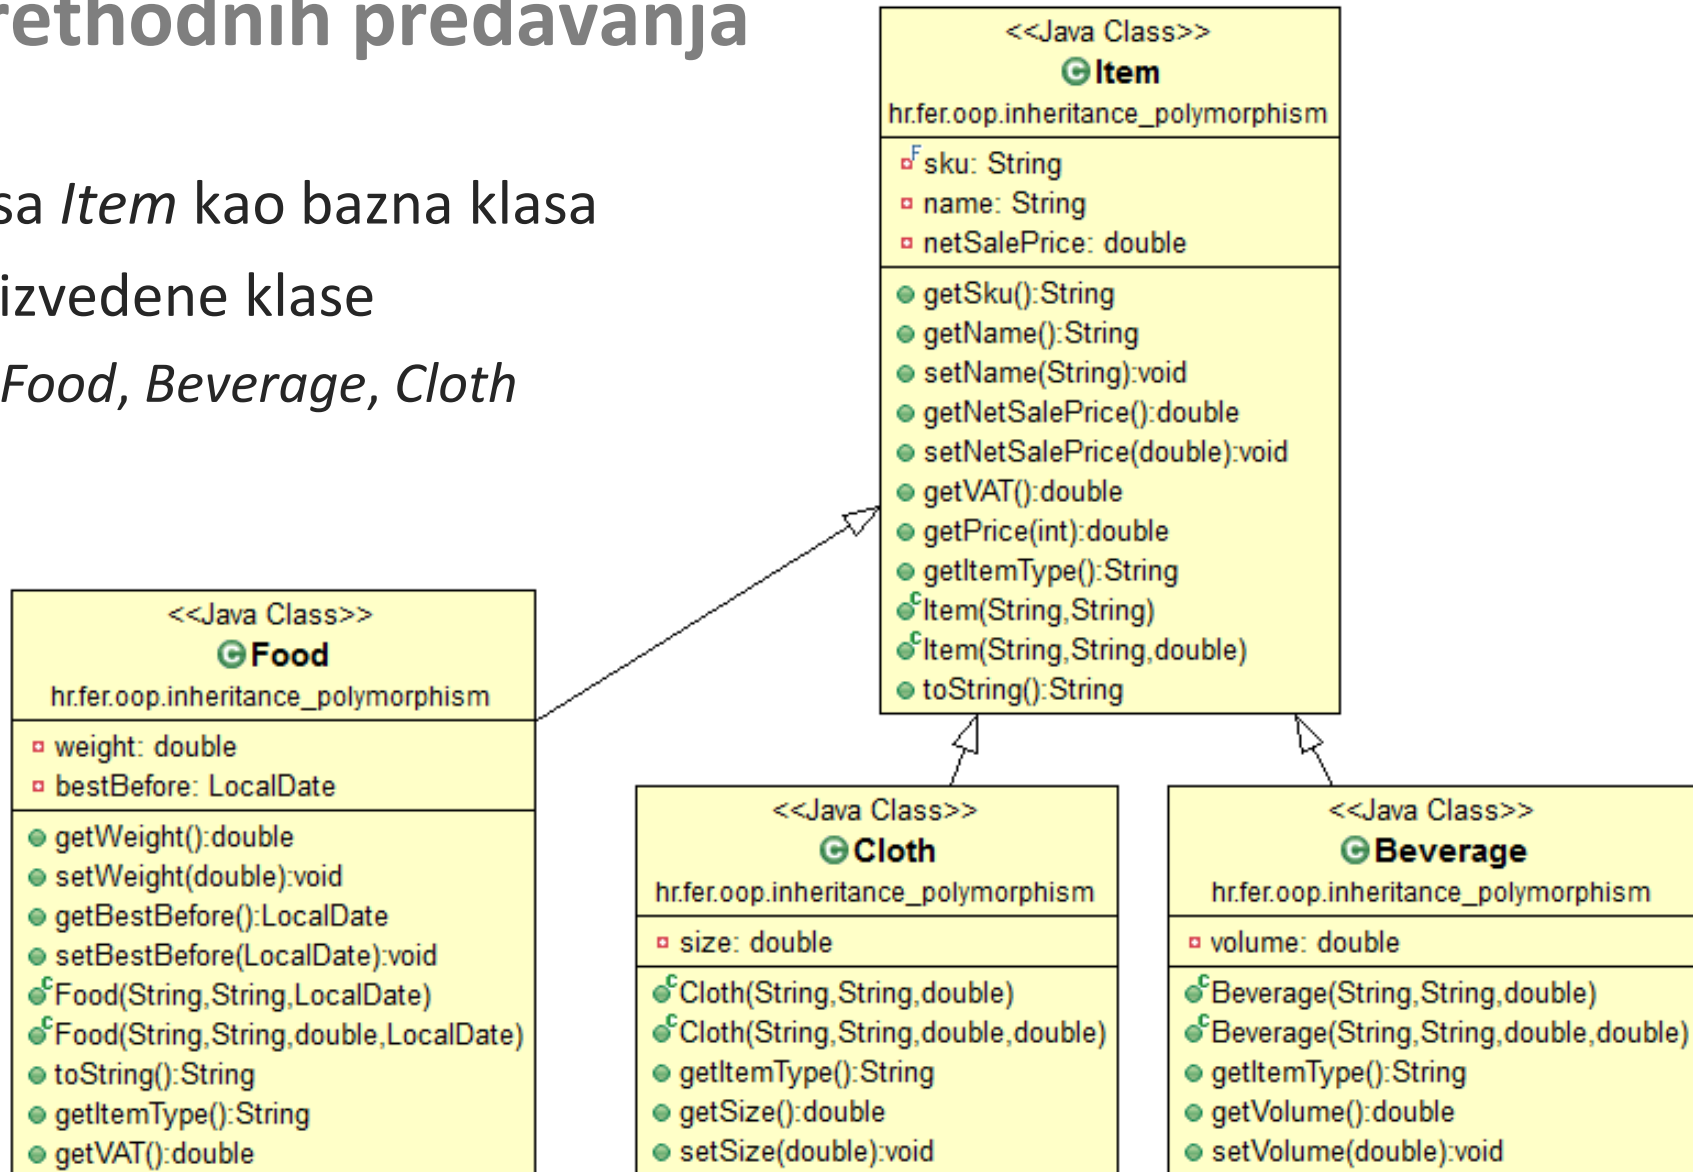 rethodnih predavanja
sa Item kao bazna klasa
izvedene klase
Food, Beverage, Cloth
<<Java Class>>
C Item
hr.fer.oop.inheritance_polymorphism
F sku: String
name: String
netSalePrice: double
getSku():String
getName():String
setName(String):void
getNetSalePrice():double
setNetSalePrice(double):void
getVAT():double
getPrice(int):double
getItemType():String
C Item(String,String)
C Item(String,String,double)
toString():String
<<Java Class>>
C Food
hr.fer.oop.inheritance_polymorphism
weight: double
bestBefore: LocalDate
getWeight():double
setWeight(double):void
getBestBefore():LocalDate
setBestBefore(LocalDate):void
C Food(String,String,LocalDate)
C Food(String,String,double,LocalDate)
toString():String
getItemType():String
getVAT():double
<<Java Class>>
C Cloth
hr.fer.oop.inheritance_polymorphism
size: double
C Cloth(String,String,double)
C Cloth(String,String,double,double)
getItemType():String
getSize():double
setSize(double):void
<<Java Class>>
C Beverage
hr.fer.oop.inheritance_polymorphism
volume: double
C Beverage(String,String,double)
C Beverage(String,String,double,double)
getItemType():String
getVolume():double
setVolume(double):void